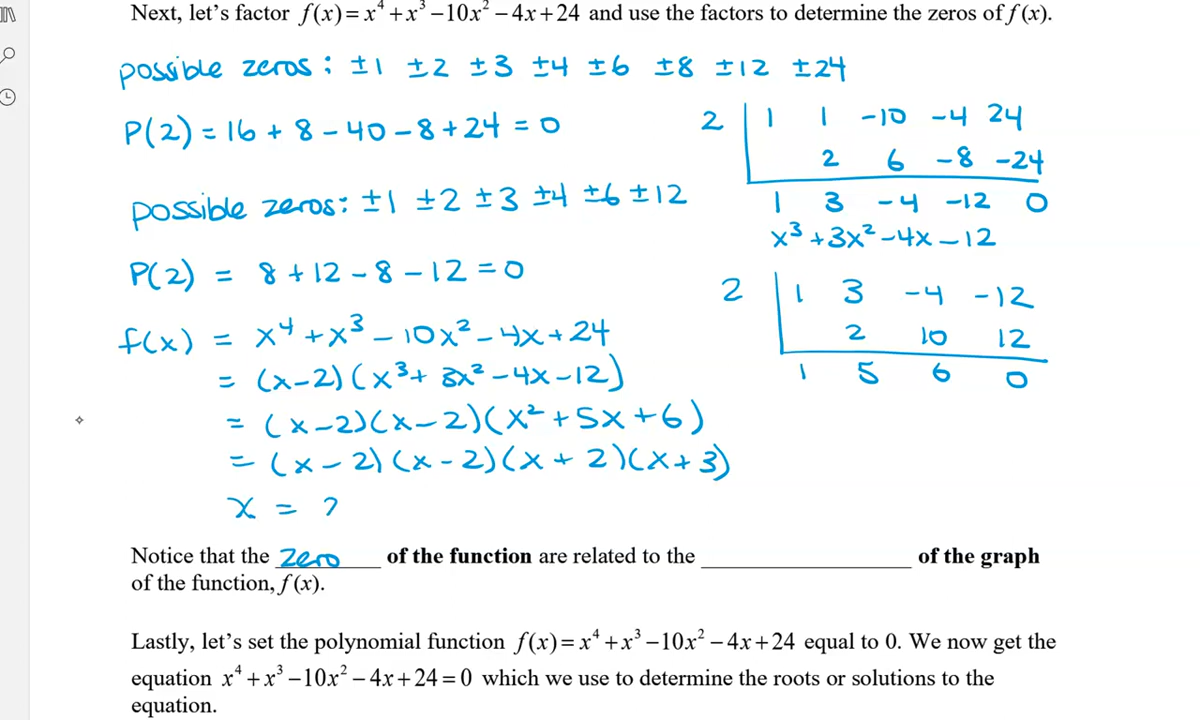 Next, let's factor f(x)=x⁴+x³−10x²−4x+24 and use the factors to determine the zeros of f(x).
possible zeros: ±1 ±2 ±3 ±4 ±6 ±8 ±12 ±24
P(2) = 16 + 8 − 40 − 8 + 24 = 0
2 | 1 1 −10 −4 24
2 6 −8 −24
1 3 −4 −12 0
x³+3x²−4x−12
possible zeros: ±1 ±2 ±3 ±4 ±6 ±12
P(2) = 8 + 12 − 8 − 12 = 0
2 | 1 3 −4 −12
2 10 12
1 5 6 0
f(x) = x⁴ + x³ − 10x² − 4x + 24
= (x−2)(x³+ 3x² −4x−12)
= (x−2)(x−2)(x² + 5x + 6)
= (x−2)(x−2)(x+2)(x+3)
x = 2
Notice that the zero of the function are related to the ____________________ of the graph
of the function, f(x).
Lastly, let's set the polynomial function f(x)=x⁴+x³−10x²−4x+24 equal to 0. We now get the
equation x⁴+x³−10x²−4x+24=0 which we use to determine the roots or solutions to the
equation.